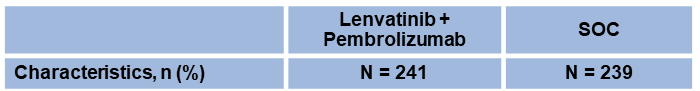 Lenvatinib +
Pembrolizumab
SOC
Characteristics, n (%)
N = 241
N = 239